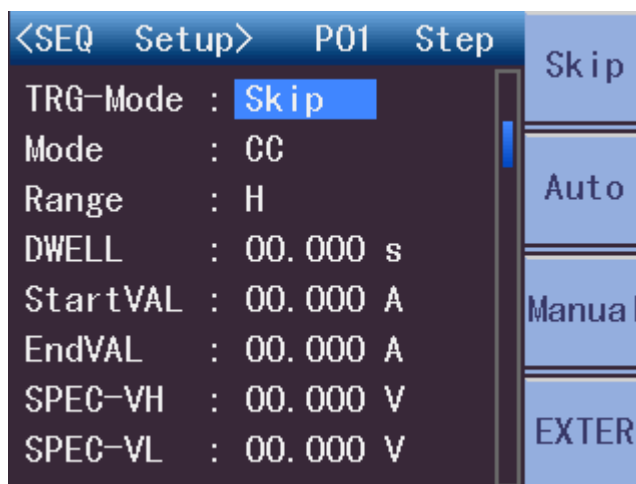 <SEQ Setup> P01 Step
TRG-Mode : Skip
Mode : CC
Range : H
DWELL : 00.000 s
StartVAL : 00.000 A
EndVAL : 00.000 A
SPEC-VH : 00.000 V
SPEC-VL : 00.000 V
Skip
Auto
Manual
EXTER